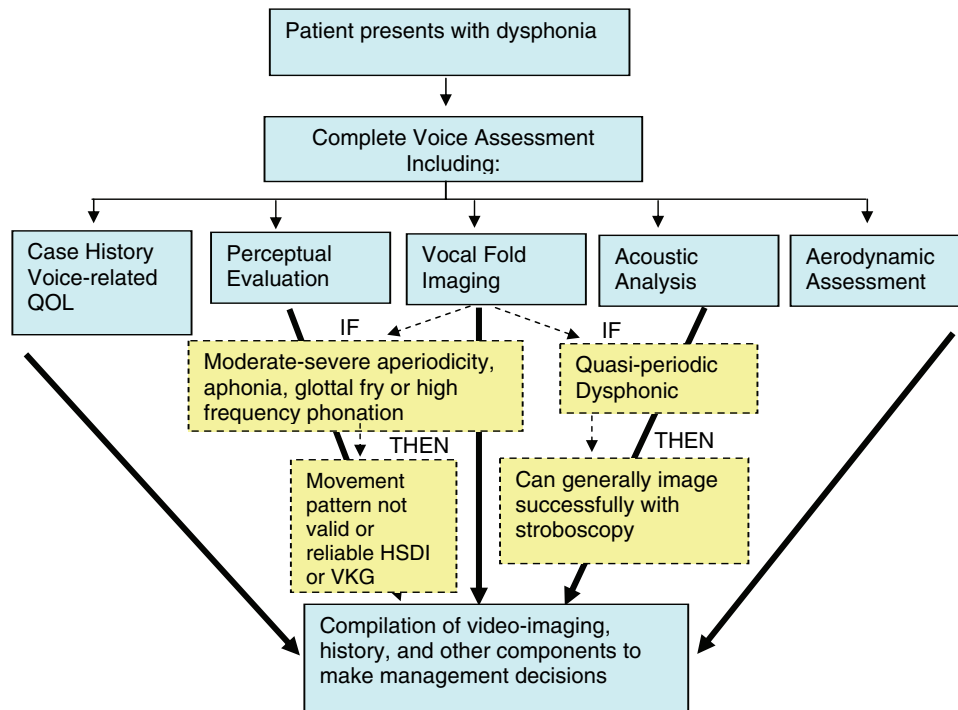 Patient presents with dysphonia
Complete Voice Assessment
Including:
Case History
Voice-related
QOL
Perceptual
Evaluation
Vocal Fold
Imaging
Acoustic
Analysis
Aerodynamic
Assessment
IF
IF
Moderate-severe aperiodicity,
aphonia, glottal fry or high
frequency phonation
Quasi-periodic
Dysphonic
THEN
THEN
Movement
pattern not
valid or
reliable HSDI
or VKG
Can generally image
successfully with
stroboscopy
Compilation of video-imaging,
history, and other components to
make management decisions